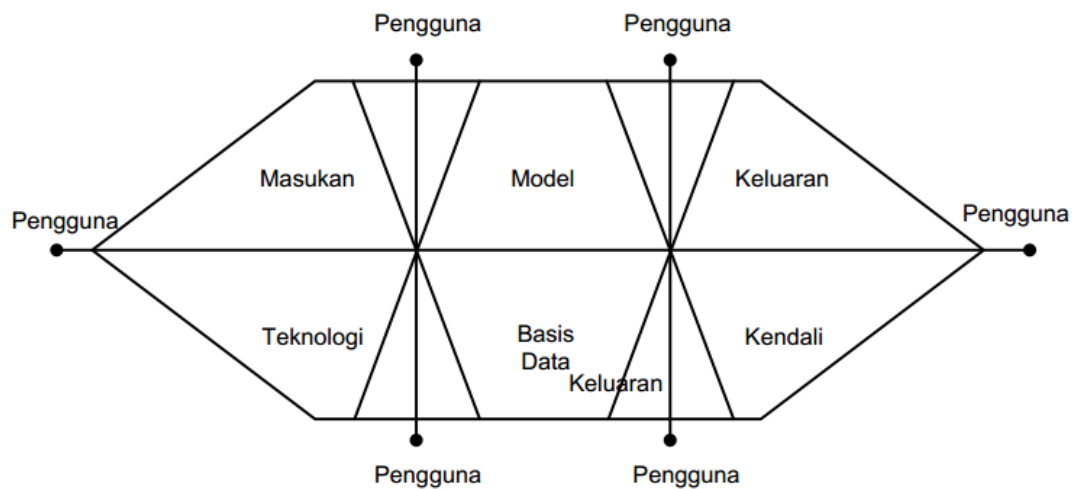 Pengguna
Pengguna
Masukan
Model
Keluaran
Pengguna
Pengguna
Teknologi
Basis
Data
Kendali
Keluaran
Pengguna
Pengguna